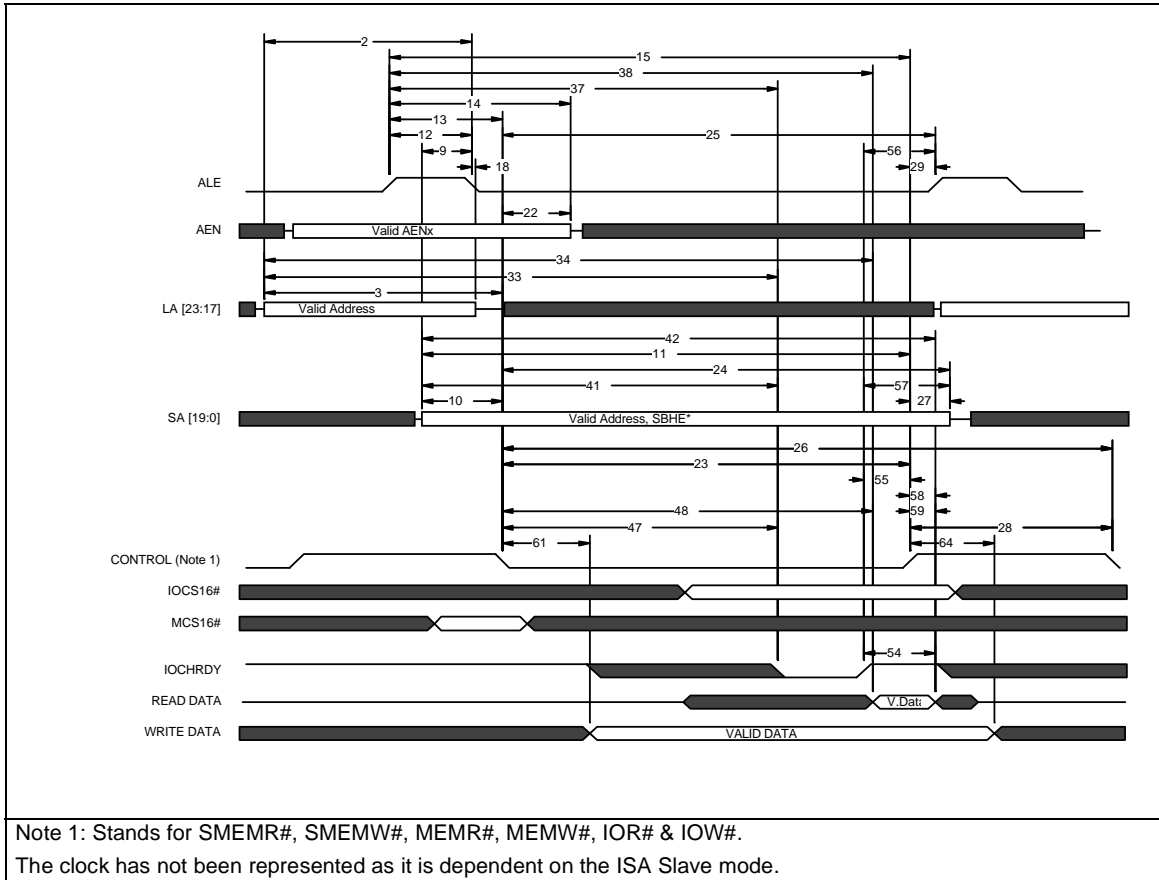 2
15
38
37
14
13
12
25
9
56
18
29
ALE
22
AEN
Valid AENx
34
33
3
LA [23:17]
Valid Address
42
11
24
41
57
10
27
SA [19:0]
Valid Address, SBHE*
26
23
55
58
48
59
47
28
61
64
CONTROL (Note 1)
IOCS16#
MCS16#
54
IOCHRDY
READ DATA
V.Data
WRITE DATA
VALID DATA
Note 1: Stands for SMEMR#, SMEMW#, MEMR#, MEMW#, IOR# & IOW#.
The clock has not been represented as it is dependent on the ISA Slave mode.